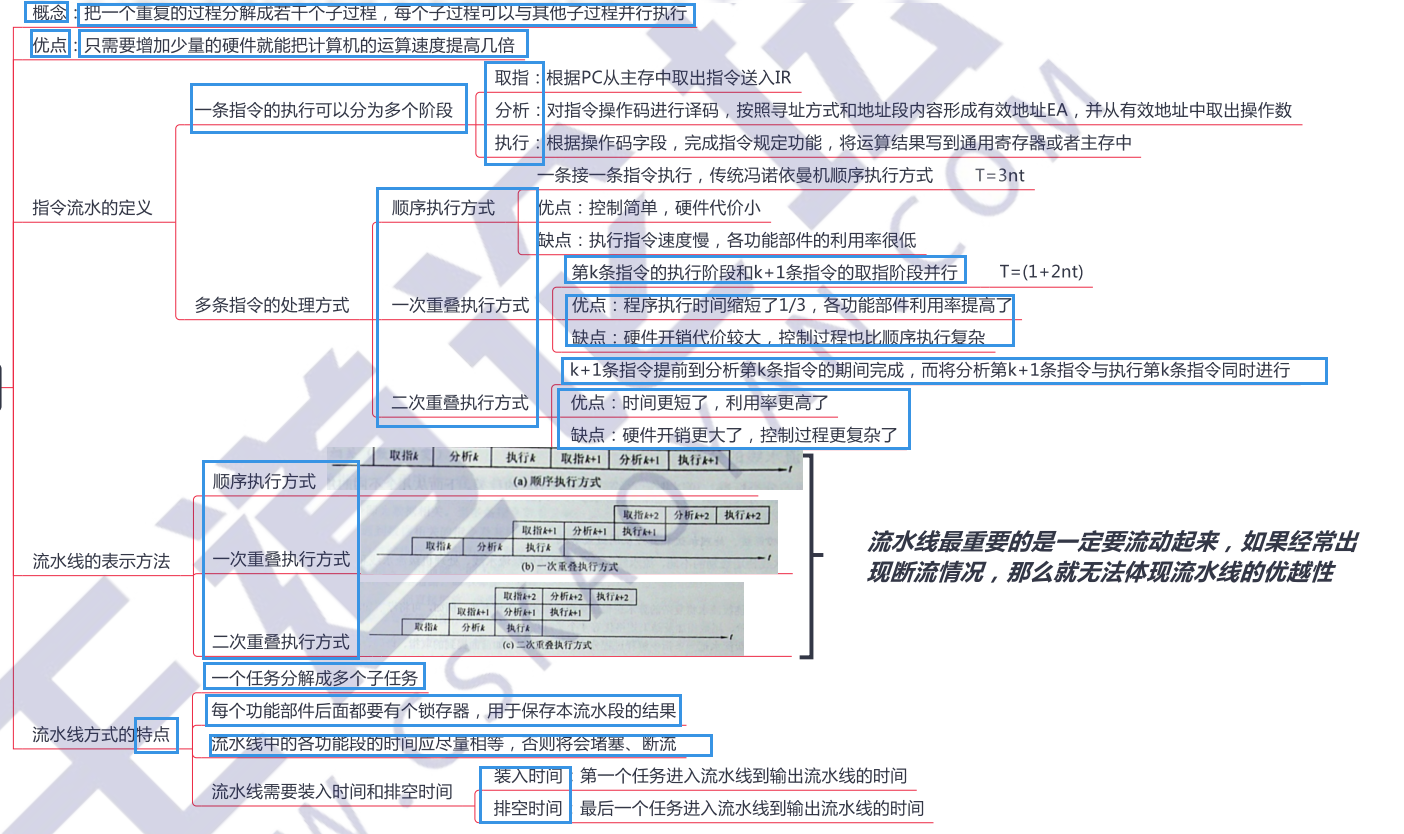 概念：把一个重复的过程分解成若干个子过程，每个子过程可以与其他子过程并行执行
优点：只需要增加少量的硬件就能把计算机的运算速度提高几倍
指令流水的定义
一条指令的执行可以分为多个阶段
取指：根据PC从主存中取出指令送入IR
分析：对指令操作码进行译码，按照寻址方式和地址段内容形成有效地址EA，并从有效地址中取出操作数
执行：根据操作码字段，完成指令规定功能，将运算结果写到通用寄存器或者主存中
多条指令的处理方式
顺序执行方式
一条接一条指令执行，传统冯诺依曼机顺序执行方式 T=3nt
优点：控制简单，硬件代价小
缺点：执行指令速度慢，各功能部件的利用率很低
一次重叠执行方式
第k条指令的执行阶段和k+1条指令的取指阶段并行 T=(1+2nt)
优点：程序执行时间缩短了1/3，各功能部件利用率提高了
缺点：硬件开销代价较大，控制过程也比顺序执行复杂
二次重叠执行方式
k+1条指令提前到分析第k条指令的期间完成，而将分析第k+1条指令与执行第k条指令同时进行
优点：时间更短了，利用率更高了
缺点：硬件开销更大了，控制过程更复杂了
流水线的表示方法
顺序执行方式
取指k 分析k 执行k 取指k+1 分析k+1 执行k+1 t
(a) 顺序执行方式
一次重叠执行方式
取指k+2 分析k+2 执行k+2
取指k+1 分析k+1 执行k+1
取指k 分析k 执行k t
(b) 一次重叠执行方式
二次重叠执行方式
取指k+2 分析k+2 执行k+2
取指k+1 分析k+1 执行k+1
取指k 分析k 执行k t
(c) 二次重叠执行方式
流水线最重要的是一定要流动起来，如果经常出
现断流情况，那么就无法体现流水线的优越性
流水线方式的特点
一个任务分解成多个子任务
每个功能部件后面都要有个锁存器，用于保存本流水段的结果
流水线中的各功能段的时间应尽量相等，否则将会堵塞、断流
流水线需要装入时间和排空时间
装入时间：第一个任务进入流水线到输出流水线的时间
排空时间：最后一个任务进入流水线到输出流水线的时间
王道论坛
WWW.CSKAOYAN.COM